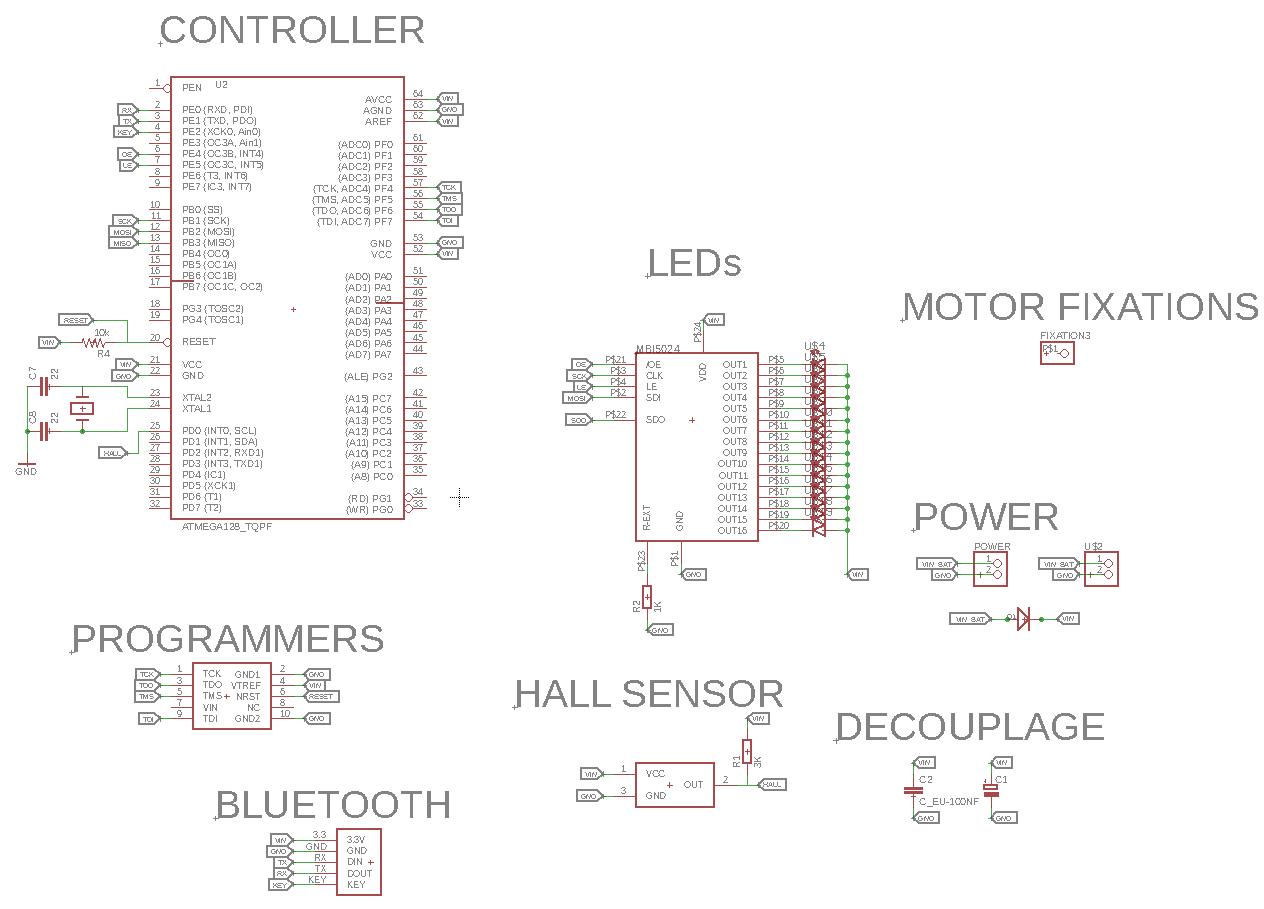 CONTROLLER
U2
1 PEN
RX 2 PE0 (RXD, PDI)
TX 3 PE1 (TXD, PDO)
KEY 4 PE2 (XCK0, Ain0)
5 PE3 (OC3A, Ain1)
OE 6 PE4 (OC3B, INT4)
LE 7 PE5 (OC3C, INT5)
8 PE6 (T3, INT6)
9 PE7 (IC3, INT7)
10 PB0 (SS)
SCK 11 PB1 (SCK)
MOSI 12 PB2 (MOSI)
MISO 13 PB3 (MISO)
14 PB4 (OC0)
15 PB5 (OC1A)
16 PB6 (OC1B)
17 PB7 (OC1C, OC2)
18 PG3 (TOSC2)
19 PG4 (TOSC1)
RESET
VIN 10k R4 20 RESET
VIN 21 VCC
GND 22 GND
C7 22 23 XTAL2
C8 22 24 XTAL1
GND
25 PD0 (INT0, SCL)
26 PD1 (INT1, SDA)
HALL 27 PD2 (INT2, RXD1)
28 PD3 (INT3, TXD1)
29 PD4 (IC1)
30 PD5 (XCK1)
31 PD6 (T1)
32 PD7 (T2)
AVCC 64 VIN
AGND 63 GND
AREF 62 VIN
(ADC0) PF0 61
(ADC1) PF1 60
(ADC2) PF2 59
(ADC3) PF3 58
(TCK, ADC4) PF4 57 TCK
(TMS, ADC5) PF5 56 TMS
(TDO, ADC6) PF6 55 TDO
(TDI, ADC7) PF7 54 TDI
GND 53 GND
VCC 52 VIN
(AD0) PA0 51
(AD1) PA1 50
(AD2) PA2 49
(AD3) PA3 48
(AD4) PA4 47
(AD5) PA5 46
(AD6) PA6 45
(AD7) PA7 44
(ALE) PG2 43
(A15) PC7 42
(A14) PC6 41
(A13) PC5 40
(A12) PC4 39
(A11) PC3 38
(A10) PC2 37
(A9) PC1 36
(A8) PC0 35
(RD) PG1 34
(WR) PG0 33
ATMEGA128_TQPF
LEDs
VIN
P$24
MBI5024
VDD
OE P$21 /OE
SCK P$3 CLK
LE P$4 LE
MOSI P$2 SDI
SDO P$22 SDO
OUT1 P$5 U$4
OUT2 P$6
OUT3 P$7
OUT4 P$8
OUT5 P$9
OUT6 P$10
OUT7 P$11
OUT8 P$12
OUT9 P$13
OUT10 P$14
OUT11 P$15
OUT12 P$16
OUT13 P$17
OUT14 P$18
OUT15 P$19
OUT16 P$20
R-EXT
GND
P$23
P$1
GND
VIN
R2
1K
GND
MOTOR FIXATIONS
FIXATION3
P$1
POWER
POWER
VIN_BAT 1
GND 2
U$2
VIN_BAT 1
GND 2
VIN_BAT
VIN
PROGRAMMERS
TCK 1 TCK GND1 2 GND
TDO 3 TDO VTREF 4 VIN
TMS 5 TMS NRST 6 RESET
7 VIN NC 8
TDI 9 TDI GND2 10 GND
HALL SENSOR
VIN
R1
3K
VIN 1 VCC
OUT 2 HALL
GND 3 GND
DECOUPLAGE
VIN
C2
C_EU-100NF
GND
VIN
C1
GND
BLUETOOTH
VIN 3.3 3.3V
GND GND GND
TX RX DIN
RX TX DOUT
KEY KEY KEY